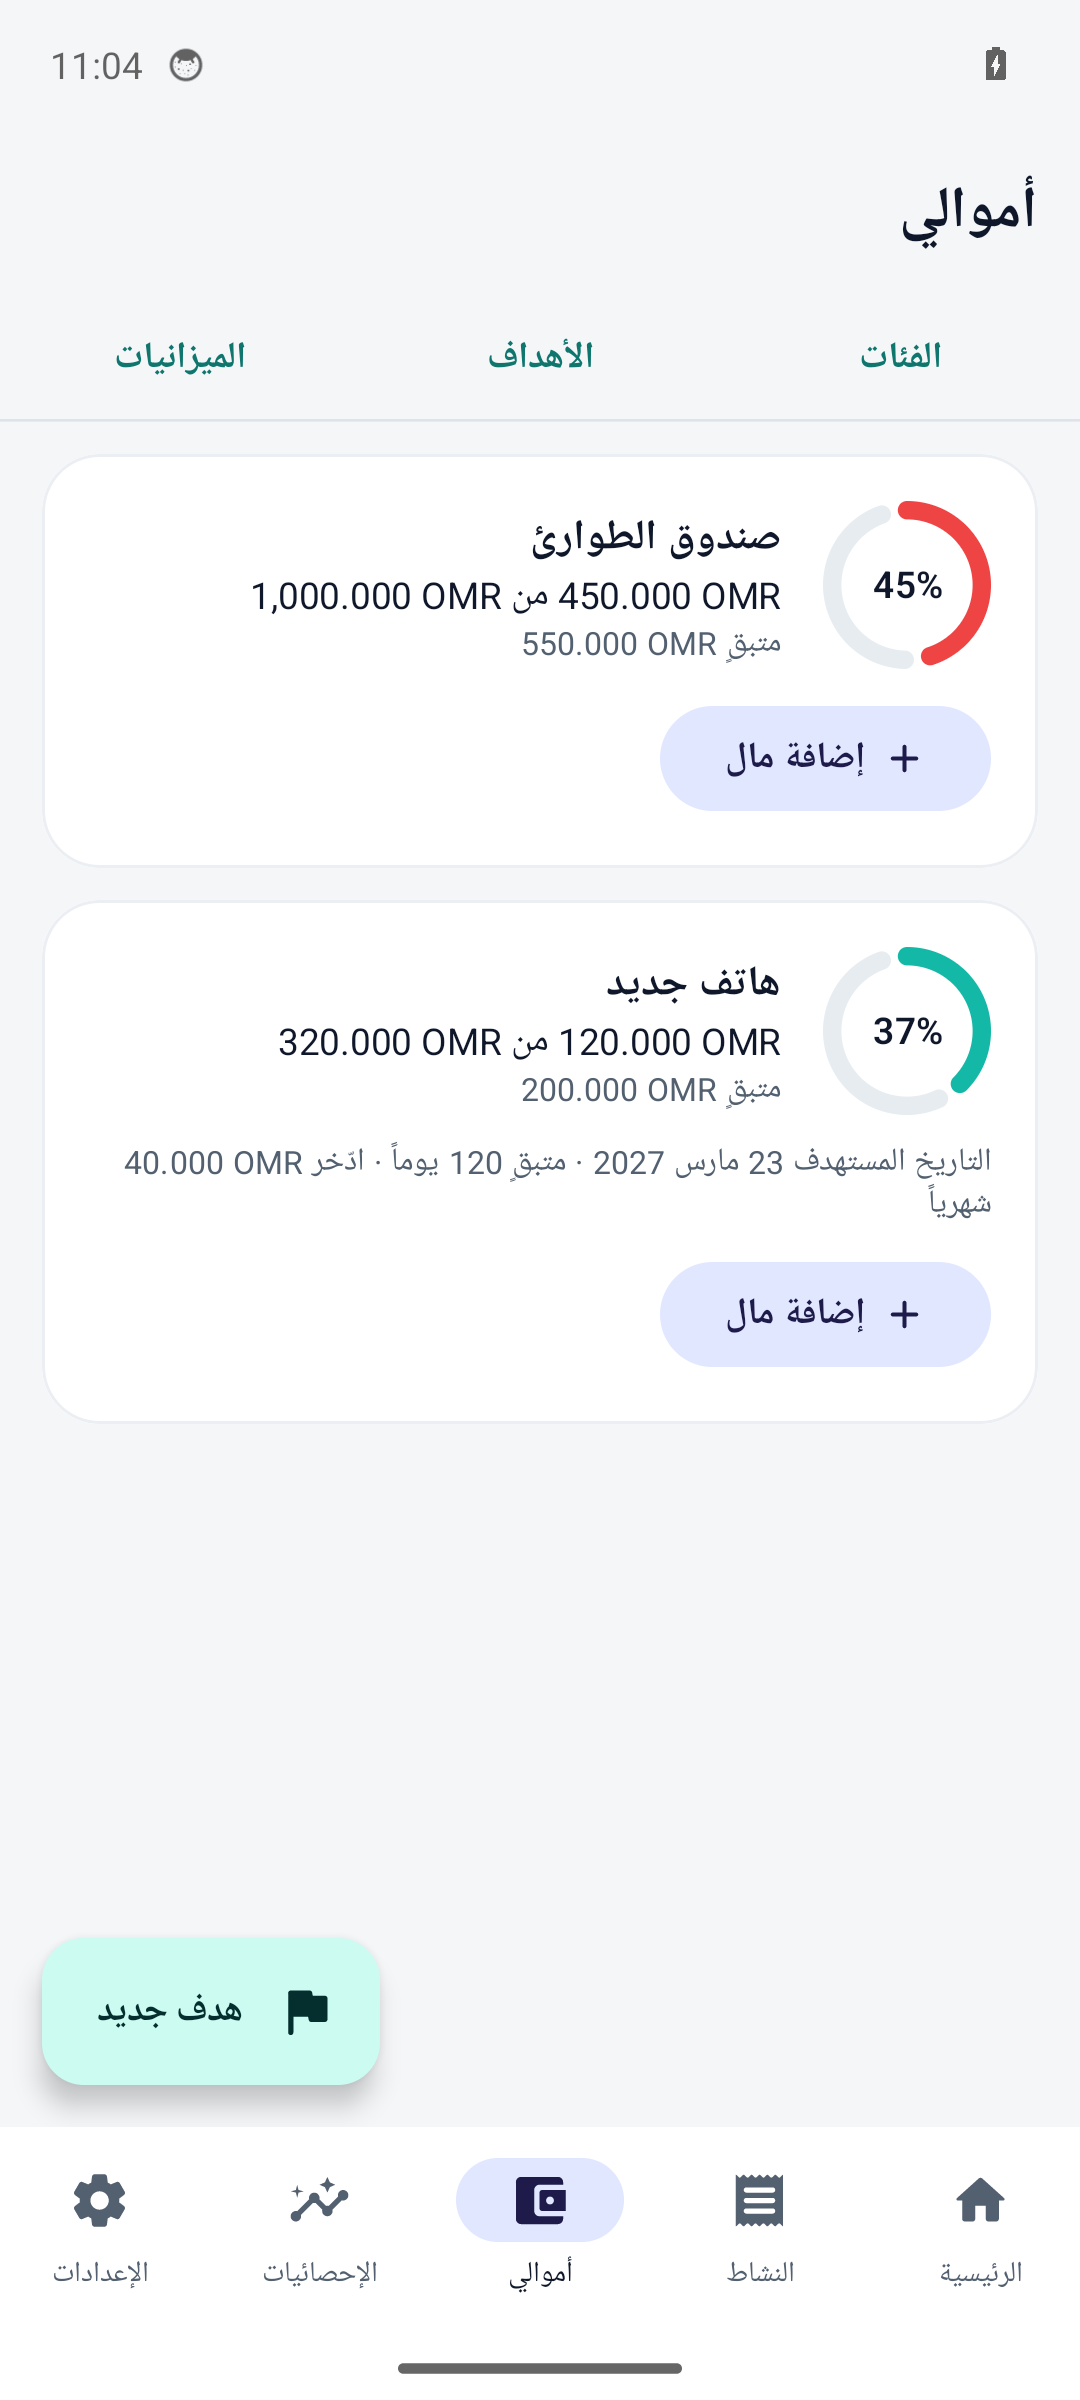 11:04
أموالي
الفئات
الأهداف
الميزانيات
صندوق الطوارئ
450.000 OMR من 1,000.000 OMR
متبقٍ 550.000 OMR
45%
إضافة مال
هاتف جديد
120.000 OMR من 320.000 OMR
متبقٍ 200.000 OMR
37%
التاريخ المستهدف 23 مارس 2027 · متبقٍ 120 يوماً · ادّخر 40.000 OMR
شهرياً
إضافة مال
هدف جديد
الرئيسية
النشاط
أموالي
الإحصائيات
الإعدادات